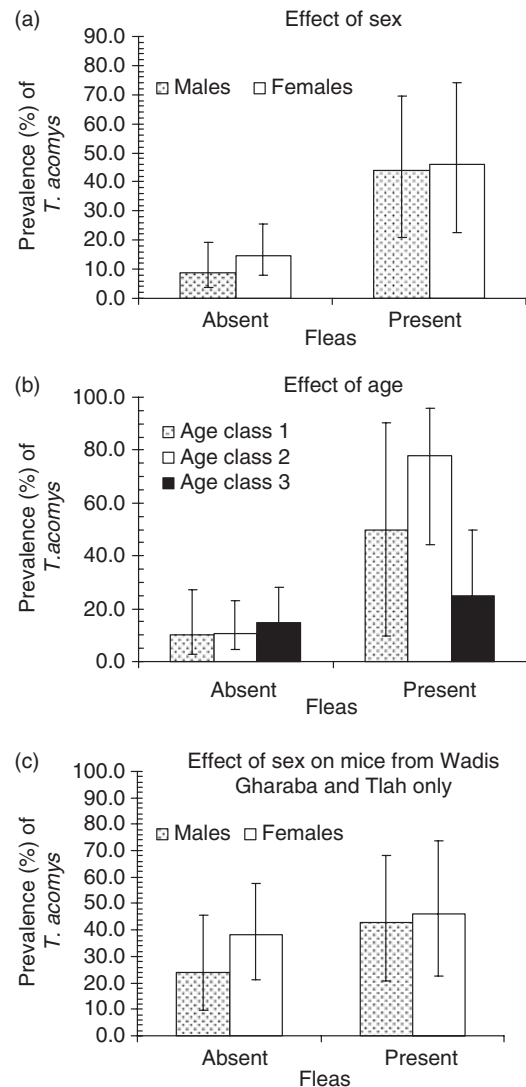 (a)
Effect of sex
90.0
80.0
70.0
60.0
50.0
40.0
30.0
20.0
10.0
0.0
Prevalence (%) of
T. acomys
Males
Females
Absent
Present
Fleas
(b)
Effect of age
100.0
80.0
60.0
40.0
20.0
0.0
Prevalence (%) of
T.acomys
Age class 1
Age class 2
Age class 3
Absent
Present
Fleas
(c)
Effect of sex on mice from Wadis
Gharaba and Tlah only
100.0
90.0
80.0
70.0
60.0
50.0
40.0
30.0
20.0
10.0
0.0
Prevalence (%) of
T. acomys
Males
Females
Absent
Present
Fleas